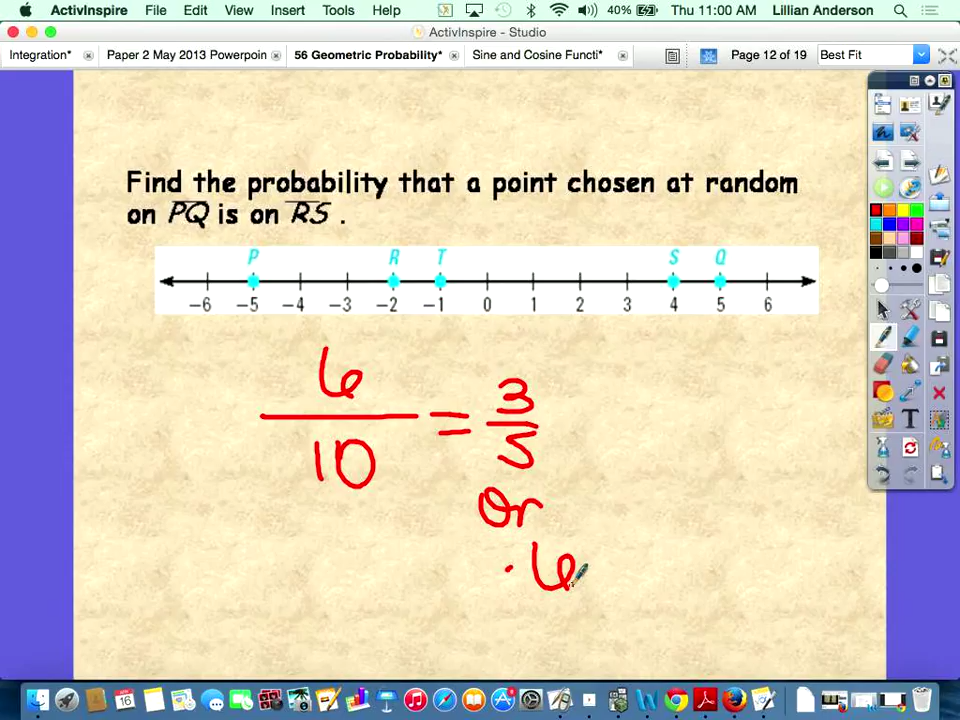 ActivInspire File Edit View Insert Tools Help 40% Thu 11:00 AM Lillian Anderson
ActivInspire - Studio
Integration* Paper 2 May 2013 Powerpoin 56 Geometric Probability* Sine and Cosine Functi* Page 12 of 19 Best Fit
Find the probability that a point chosen at random
on PQ is on RS .
P R T S Q
−6 −5 −4 −3 −2 −1 0 1 2 3 4 5 6
6
10
= 3
5
or
.6